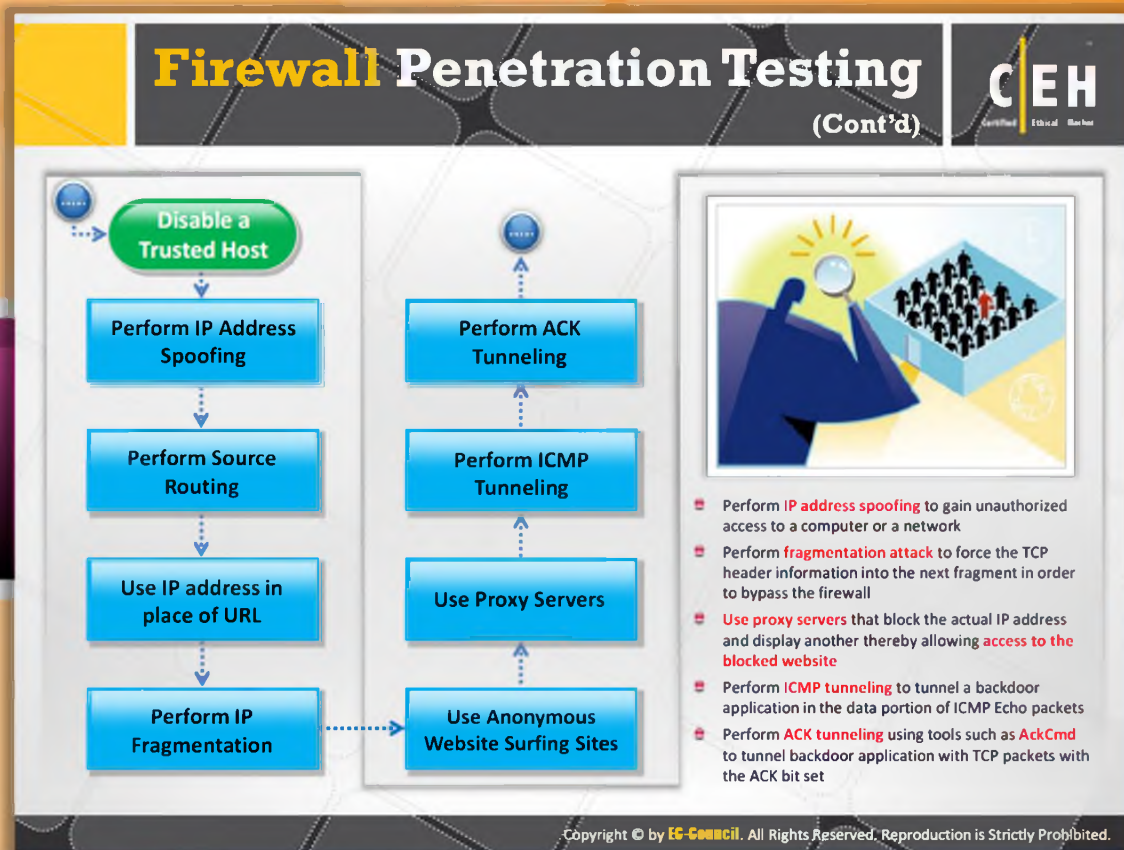 Firewall Penetration Testing
(Cont'd)
CEH
Certified Ethical Hacker
Disable a
Trusted Host
Perform IP Address
Spoofing
Perform Source
Routing
Use IP address in
place of URL
Perform IP
Fragmentation
Perform ACK
Tunneling
Perform ICMP
Tunneling
Use Proxy Servers
Use Anonymous
Website Surfing Sites
Perform IP address spoofing to gain unauthorized
access to a computer or a network
Perform fragmentation attack to force the TCP
header information into the next fragment in order
to bypass the firewall
Use proxy servers that block the actual IP address
and display another thereby allowing access to the
blocked website
Perform ICMP tunneling to tunnel a backdoor
application in the data portion of ICMP Echo packets
Perform ACK tunneling using tools such as AckCmd
to tunnel backdoor application with TCP packets with
the ACK bit set
Copyright © by EC-Council. All Rights Reserved. Reproduction is Strictly Prohibited.